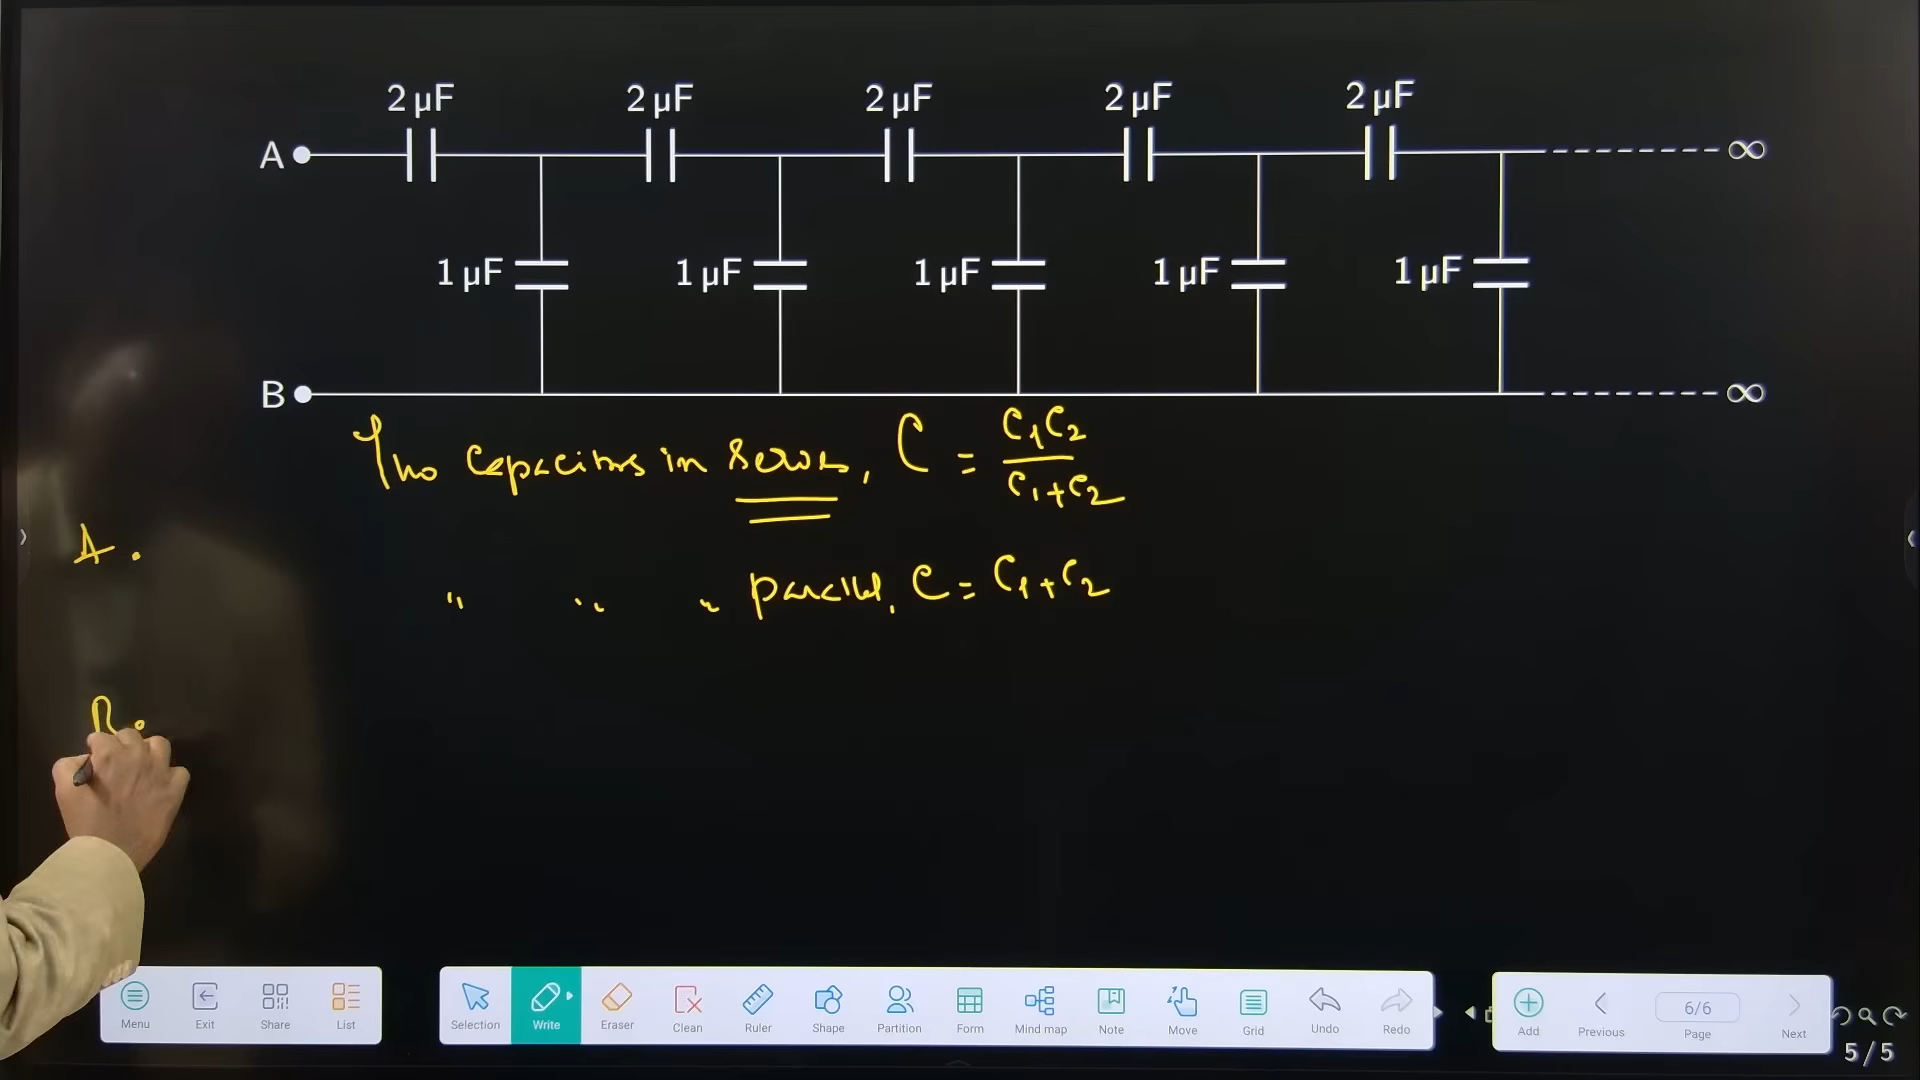 2 µF 2 µF 2 µF 2 µF 2 µF
A ∞
1 µF 1 µF 1 µF 1 µF 1 µF
B ∞
Two capacitors in series, C = C₁C₂ / C₁+C₂
A .
" " " parallel, C = C₁+C₂
B .
Menu Exit Share List Selection Write Eraser Clean Ruler Shape Partition Form Mind map Note Move Grid Undo Redo Add Previous 6/6 Page Next
5/5